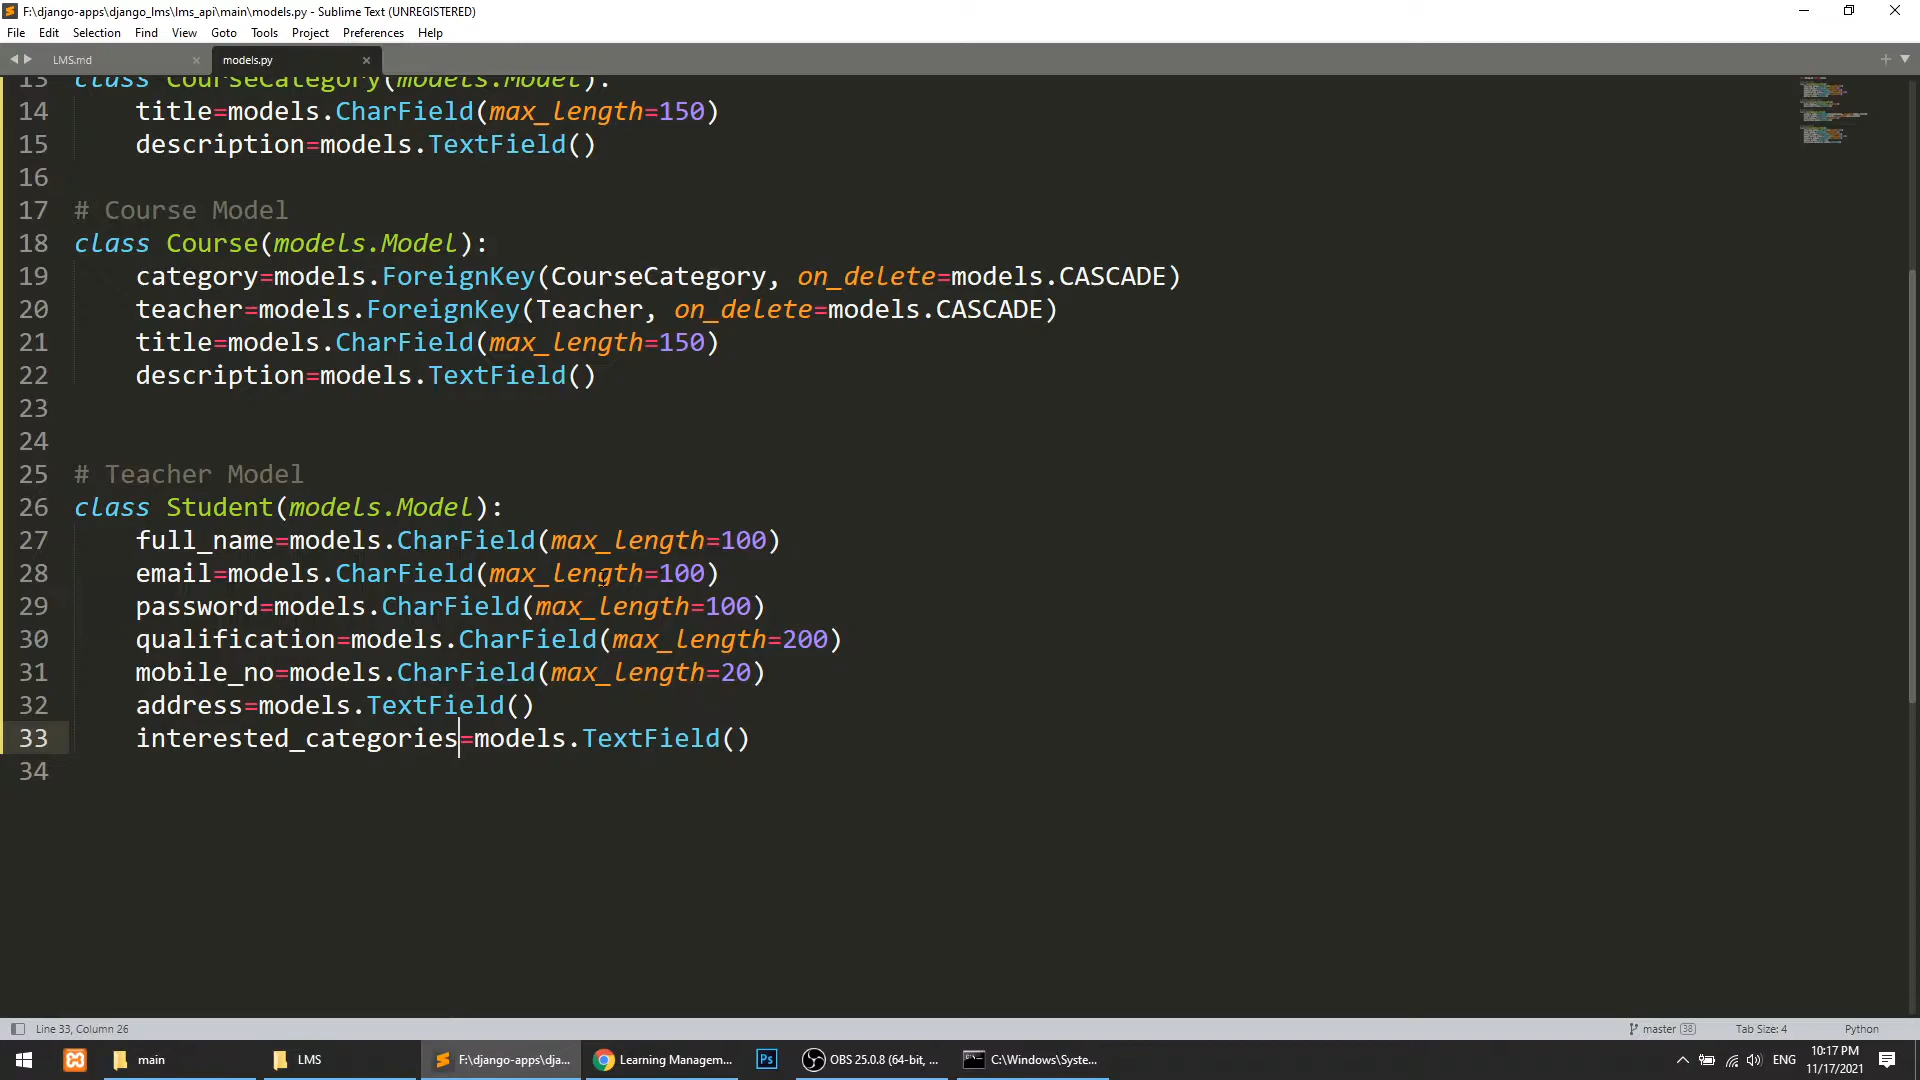 F:\django-apps\django_lms\lms_api\main\models.py - Sublime Text (UNREGISTERED)
File Edit Selection Find View Goto Tools Project Preferences Help
LMS.md × models.py ×
13 class CourseCategory(models.Model):
14 title=models.CharField(max_length=150)
15 description=models.TextField()
16
17 # Course Model
18 class Course(models.Model):
19 category=models.ForeignKey(CourseCategory, on_delete=models.CASCADE)
20 teacher=models.ForeignKey(Teacher, on_delete=models.CASCADE)
21 title=models.CharField(max_length=150)
22 description=models.TextField()
23
24
25 # Teacher Model
26 class Student(models.Model):
27 full_name=models.CharField(max_length=100)
28 email=models.CharField(max_length=100)
29 password=models.CharField(max_length=100)
30 qualification=models.CharField(max_length=200)
31 mobile_no=models.CharField(max_length=20)
32 address=models.TextField()
33 interested_categories=models.TextField()
34
Line 33, Column 26 master 38 Tab Size: 4 Python
main LMS F:\django-apps\dja... Learning Managem... Ps OBS 25.0.8 (64-bit, ... C:\Windows\Syste... ENG 10:17 PM
11/17/2021